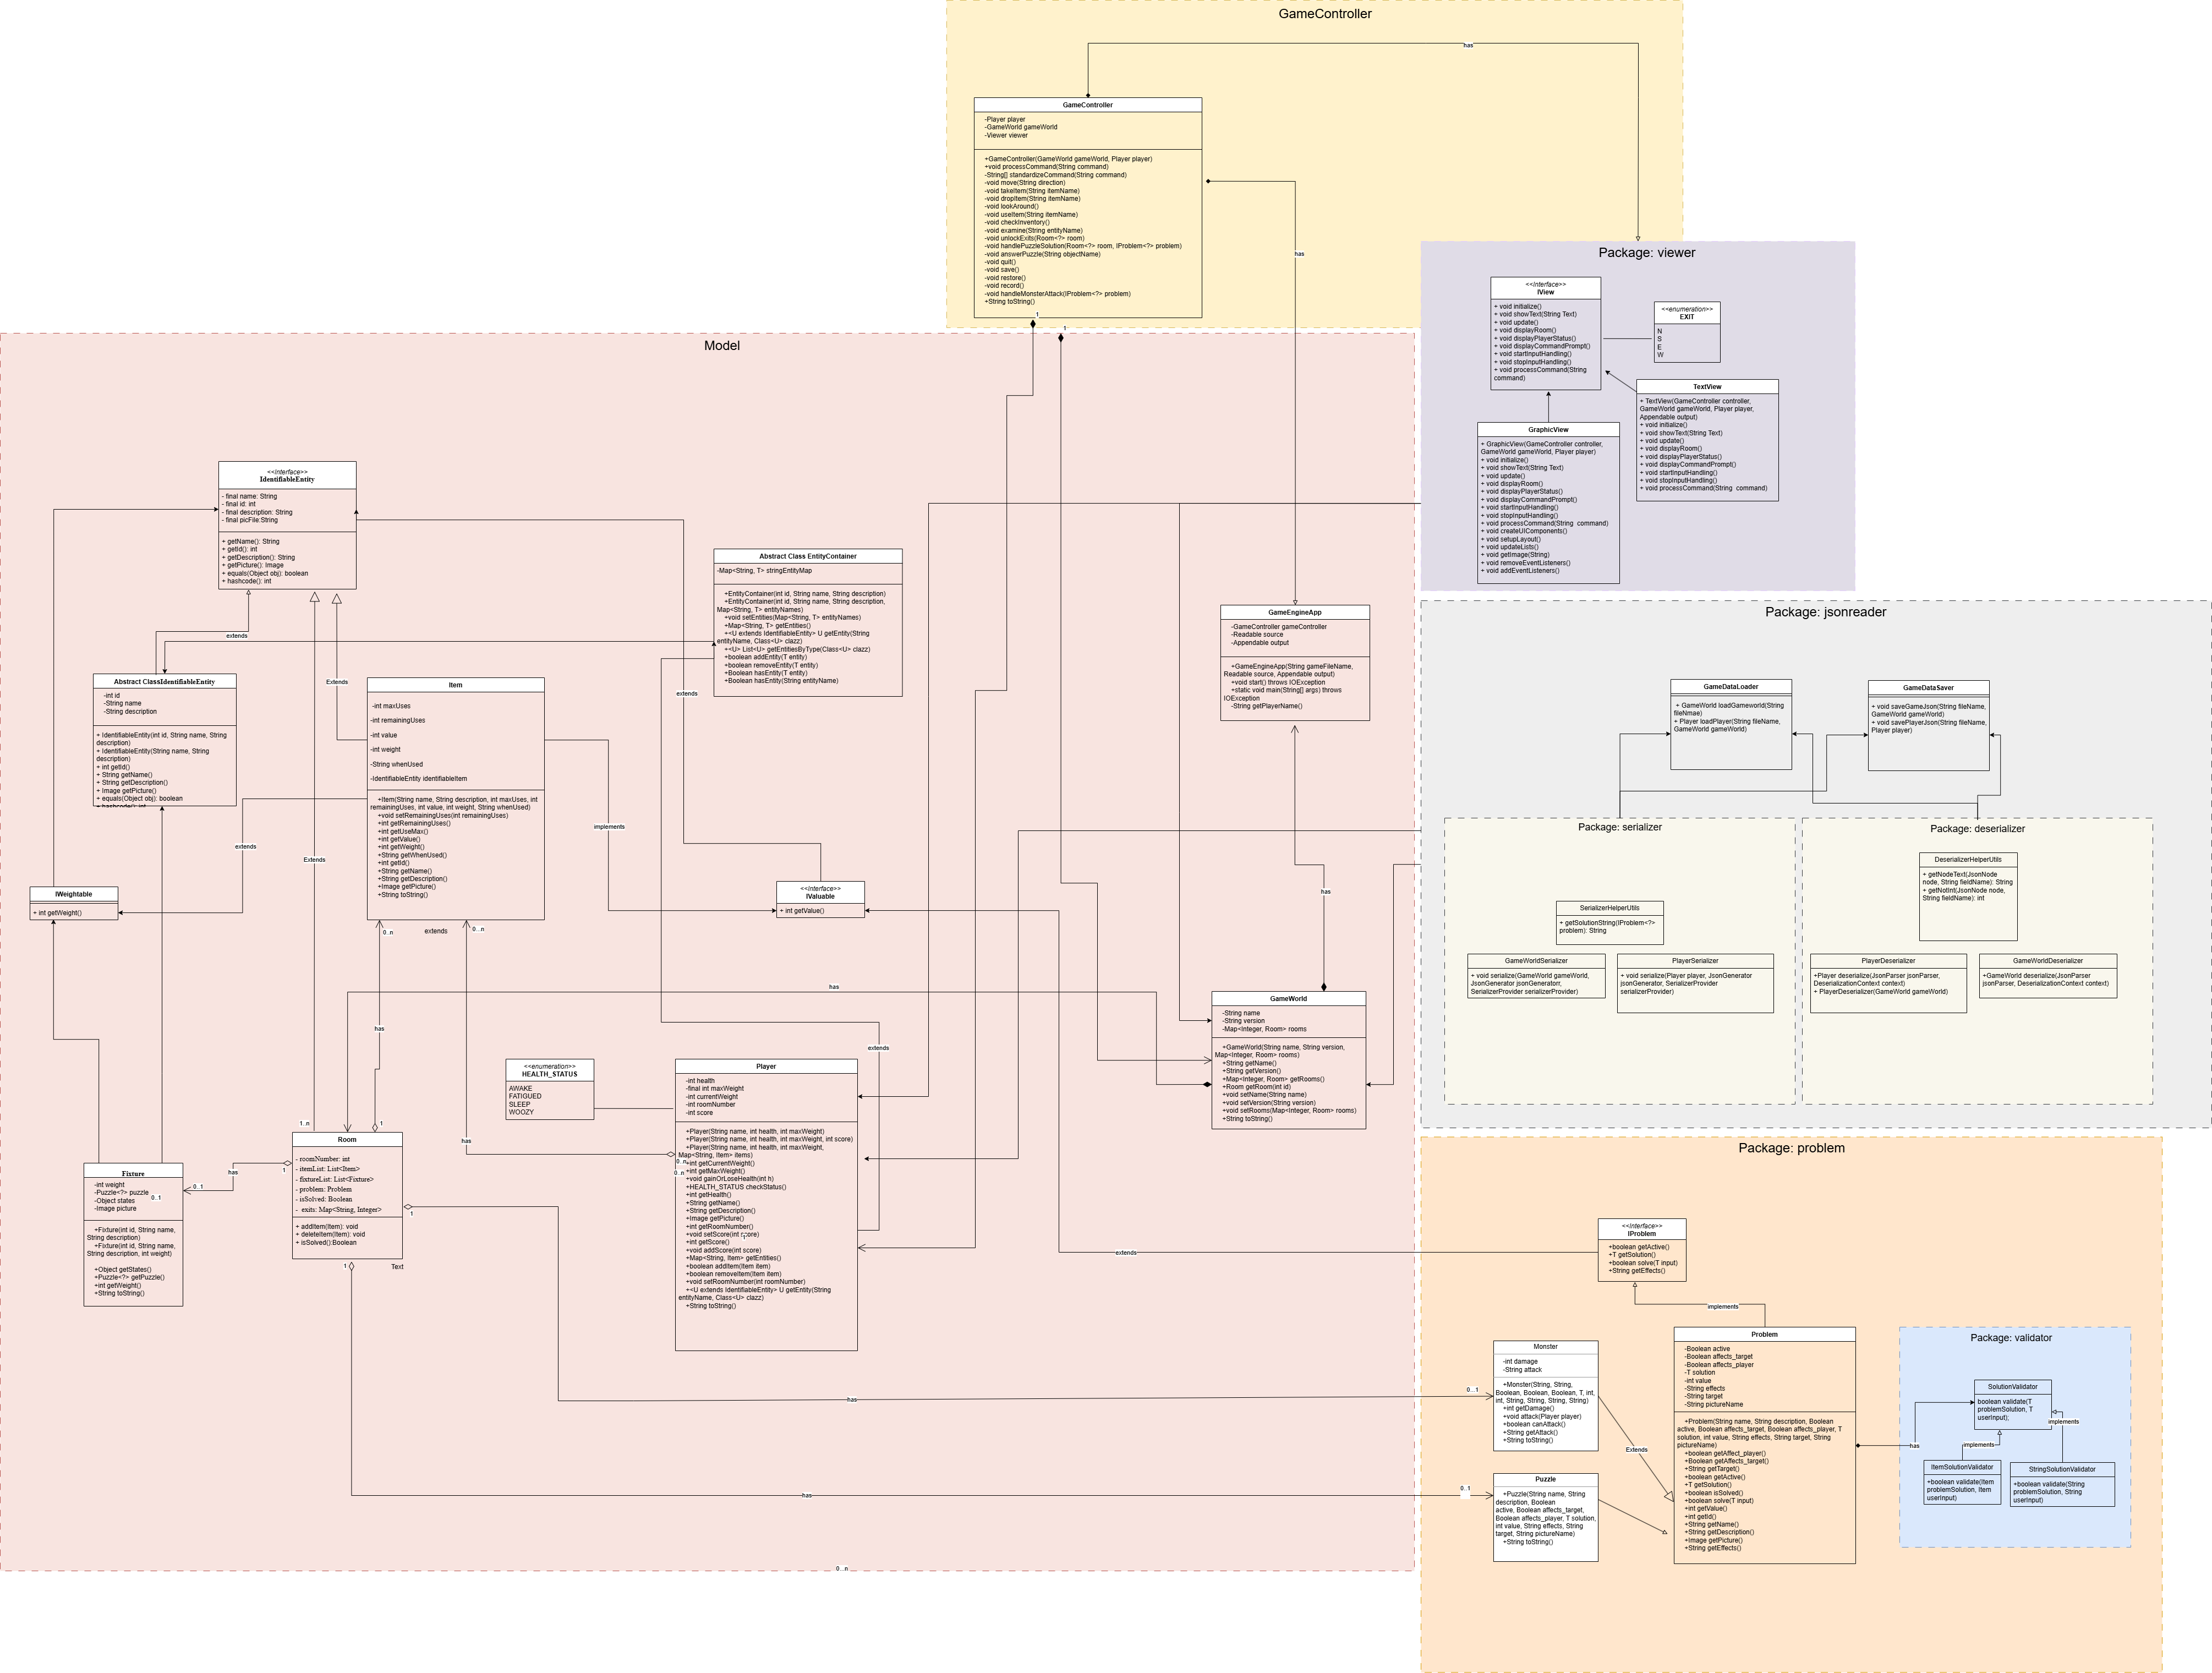 GameController
has
GameController
-Player player
-GameWorld gameWorld
-Viewer viewer
+GameController(GameWorld gameWorld, Player player)
+void processCommand(String command)
-String[] standardizeCommand(String command)
-void move(String direction)
-void takeItem(String itemName)
-void dropItem(String itemName)
-void lookAround()
-void useItem(String itemName)
-void checkInventory()
-void examine(String entityName)
-void unlockExits(Room<?> room)
-void handlePuzzleSolution(Room<?> room, IProblem<?> problem)
-void answerPuzzle(String objectName)
-void quit()
-void save()
-void restore()
-void record()
-void handleMonsterAttack(IProblem<?> problem)
+String toString()
has
1
1
Package: viewer
<<interface>>
IView
+ void initialize()
+ void showText(String Text)
+ void update()
+ void displayRoom()
+ void displayPlayerStatus()
+ void displayCommandPrompt()
+ void startInputHandling()
+ void stopInputHandling()
+ void processCommand(String
command)
<<enumeration>>
EXIT
N
S
E
W
TextView
+ TextView(GameController controller,
GameWorld gameWorld, Player player,
Appendable output)
+ void initialize()
+ void showText(String Text)
+ void update()
+ void displayRoom()
+ void displayPlayerStatus()
+ void displayCommandPrompt()
+ void startInputHandling()
+ void stopInputHandling()
+ void processCommand(String command)
GraphicView
+ GraphicView(GameController controller,
GameWorld gameWorld, Player player)
+ void initialize()
+ void showText(String Text)
+ void update()
+ void displayRoom()
+ void displayPlayerStatus()
+ void displayCommandPrompt()
+ void startInputHandling()
+ void stopInputHandling()
+ void processCommand(String command)
+ void createUIComponents()
+ void setupLayout()
+ void updateLists()
+ void getImage(String)
+ void removeEventListeners()
+ void addEventListeners()
Model
<<interface>>
IdentifiableEntity
- final name: String
- final id: int
- final description: String
- final picFile:String
+ getName(): String
+ getId(): int
+ getDescription(): String
+ getPicture(): Image
+ equals(Object obj): boolean
+ hashcode(): int
extends
Abstract Class EntityContainer
-Map<String, T> stringEntityMap
+EntityContainer(int id, String name, String description)
+EntityContainer(int id, String name, String description,
Map<String, T> entityNames)
+void setEntities(Map<String, T> entityNames)
+Map<String, T> getEntities()
+<U extends IdentifiableEntity> U getEntity(String
entityName, Class<U> clazz)
+<U> List<U> getEntitiesByType(Class<U> clazz)
+boolean addEntity(T entity)
+boolean removeEntity(T entity)
+Boolean hasEntity(T entity)
+Boolean hasEntity(String entityName)
extends
Abstract ClassIdentifiableEntity
-int id
-String name
-String description
+ IdentifiableEntity(int id, String name, String
description)
+ IdentifiableEntity(String name, String
description)
+ int getId()
+ String getName()
+ String getDescription()
+ Image getPicture()
+ equals(Object obj): boolean
+ hashcode(): int
Extends
Item
-int maxUses
-int remainingUses
-int value
-int weight
-String whenUsed
-IdentifiableEntity identifiableItem
+Item(String name, String description, int maxUses, int
remainingUses, int value, int weight, String whenUsed)
+void setRemainingUses(int remainingUses)
+int getRemainingUses()
+int getUseMax()
+int getValue()
+int getWeight()
+String getWhenUsed()
+int getId()
+String getName()
+String getDescription()
+Image getPicture()
+String toString()
GameEngineApp
-GameController gameController
-Readable source
-Appendable output
+GameEngineApp(String gameFileName,
Readable source, Appendable output)
+void start() throws IOException
+static void main(String[] args) throws
IOException
-String getPlayerName()
implements
extends
Extends
IWeightable
+ int getWeight()
<<interface>>
IValuable
+ int getValue()
has
0..n
extends
0...n
has
has
has
extends
GameWorld
-String name
-String version
-Map<Integer, Room> rooms
+GameWorld(String name, String version,
Map<Integer, Room> rooms)
+String getName()
+String getVersion()
+Map<Integer, Room> getRooms()
+Room getRoom(int id)
+void setName(String name)
+void setVersion(String version)
+void setRooms(Map<Integer, Room> rooms)
+String toString()
<<enumeration>>
HEALTH_STATUS
AWAKE
FATIGUED
SLEEP
WOOZY
Player
-int health
-final int maxWeight
-int currentWeight
-int roomNumber
-int score
+Player(String name, int health, int maxWeight)
+Player(String name, int health, int maxWeight, int score)
+Player(String name, int health, int maxWeight,
Map<String, Item> items)
+int getCurrentWeight()
+int getMaxWeight()
+void gainOrLoseHealth(int h)
+HEALTH_STATUS checkStatus()
+int getHealth()
+String getName()
+String getDescription()
+Image getPicture()
+int getRoomNumber()
+void setScore(int score)
+int getScore()
+void addScore(int score)
+Map<String, Item> getEntities()
+boolean addItem(Item item)
+boolean removeItem(Item item)
+void setRoomNumber(int roomNumber)
+<U extends IdentifiableEntity> U getEntity(String
entityName, Class<U> clazz)
+String toString()
0..n
0..n
1
has
1..n
1
Room
- roomNumber: int
- itemList: List<Item>
- fixtureList: List<Fixture>
- problem: Problem
- isSolved: Boolean
- exits: Map<String, Integer>
+ addItem(Item): void
+ deleteItem(Item): void
+ isSolved():Boolean
1
has
0..1
1
1
Text
Fixture
-int weight
-Puzzle<?> puzzle
-Object states
-Image picture
0..1
+Fixture(int id, String name,
String description)
+Fixture(int id, String name,
String description, int weight)
+Object getStates()
+Puzzle<?> getPuzzle()
+int getWeight()
+String toString()
has
has
0...n
Package: jsonreader
GameDataLoader
+ GameWorld loadGameworld(String
fileNmae)
+ Player loadPlayer(String fileName,
GameWorld gameWorld)
GameDataSaver
+ void saveGameJson(String fileName,
GameWorld gameWorld)
+ void savePlayerJson(String fileName,
Player player)
Package: serializer
SerializerHelperUtils
+ getSolutionString(IProblem<?>
problem): String
GameWorldSerializer
+ void serialize(GameWorld gameWorld,
JsonGenerator jsonGeneratorr,
SerializerProvider serializerProvider)
PlayerSerializer
+ void serialize(Player player, JsonGenerator
jsonGenerator, SerializerProvider
serializerProvider)
Package: deserializer
DeserializerHelperUtils
+ getNodeText(JsonNode
node, String fieldName): String
+ getNotInt(JsonNode node,
String fieldName): int
PlayerDeserializer
+Player deserialize(JsonParser jsonParser,
DeserializationContext context)
+ PlayerDeserializer(GameWorld gameWorld)
GameWorldDeserializer
+GameWorld deserialize(JsonParser
jsonParser, DeserializationContext context)
Package: problem
<<interface>>
IProblem
+boolean getActive()
+T getSolution()
+boolean solve(T input)
+String getEffects()
extends
implements
0...1
Monster
-int damage
-String attack
+Monster(String, String,
Boolean, Boolean, Boolean, T, int,
int, String, String, String, String)
+int getDamage()
+void attack(Player player)
+boolean canAttack()
+String getAttack()
+String toString()
Extends
0..1
Puzzle
+Puzzle(String name, String
description, Boolean
active, Boolean affects_target,
Boolean affects_player, T solution,
int value, String effects, String
target, String pictureName)
+String toString()
Problem
-Boolean active
-Boolean affects_target
-Boolean affects_player
-T solution
-int value
-String effects
-String target
-String pictureName
+Problem(String name, String description, Boolean
active, Boolean affects_target, Boolean affects_player, T
solution, int value, String effects, String target, String
pictureName)
+boolean getAffect_player()
+Boolean getAffects_target()
+String getTarget()
+boolean getActive()
+T getSolution()
+boolean isSolved()
+boolean solve(T input)
+int getValue()
+int getId()
+String getName()
+String getDescription()
+Image getPicture()
+String getEffects()
has
Package: validator
SolutionValidator
boolean validate(T
problemSolution, T
userInput);
implements
implements
ItemSolutionValidator
+boolean validate(Item
problemSolution, Item
userInput)
StringSolutionValidator
+boolean validate(String
problemSolution, String
userInput)